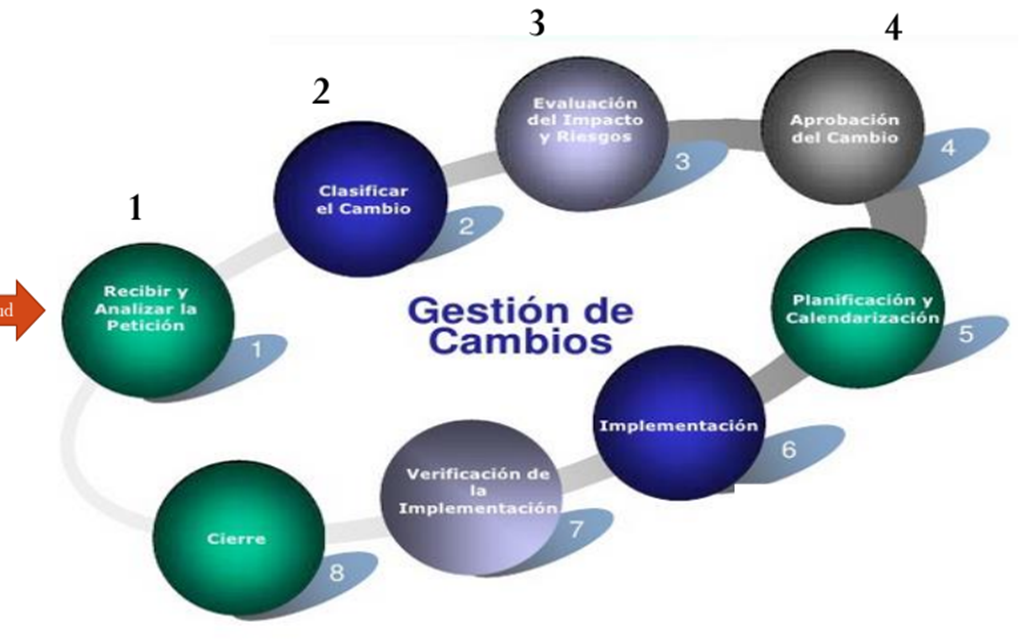 1
2
3
4
ud
Recibir y
Analizar la
Petición
1
Clasificar
el Cambio
2
Evaluación
del Impacto
y Riesgos
3
Aprobación
del Cambio
4
Gestión de
Cambios
Planificación y
Calendarización
5
Implementación
6
Verificación de
la
Implementación
7
Cierre
8